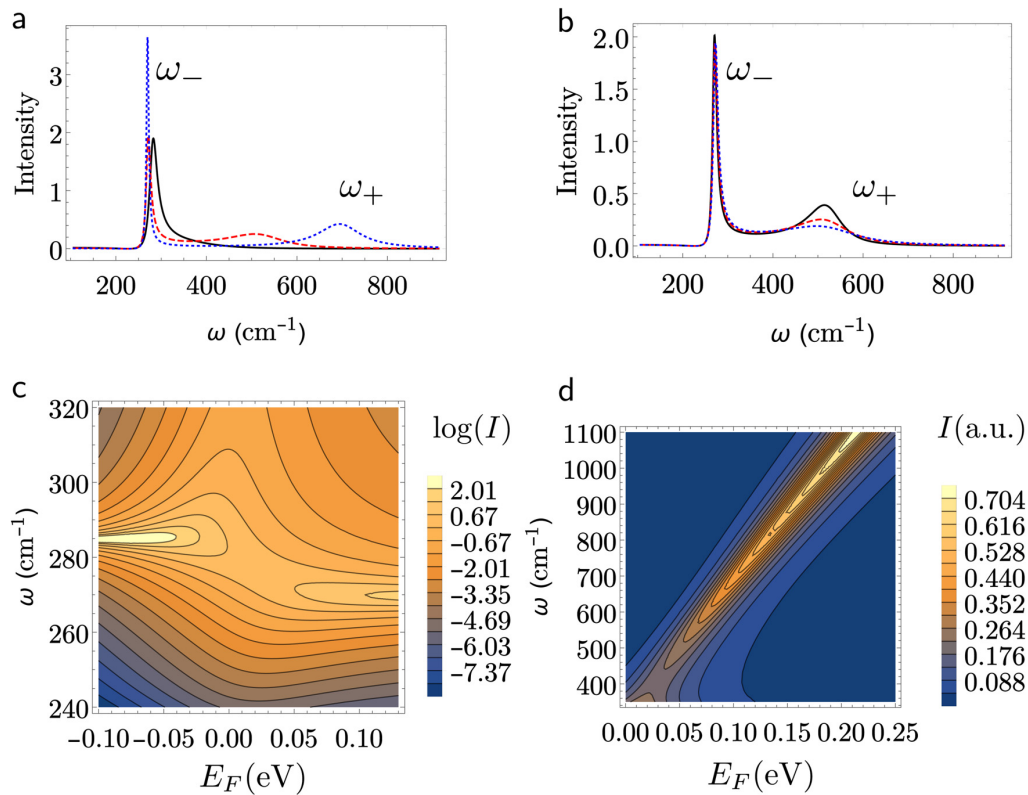 a
Intensity
3
2
1
0
ω−
ω+
200 400 600 800
ω (cm−1)
b
Intensity
2.0
1.5
1.0
0.5
0.0
ω−
ω+
200 400 600 800
ω (cm−1)
c
ω (cm−1)
320
300
280
260
240
−0.10 −0.05 0.00 0.05 0.10
EF(eV)
log(I)
2.01
0.67
−0.67
−2.01
−3.35
−4.69
−6.03
−7.37
d
ω (cm−1)
1100
1000
900
800
700
600
500
400
0.00 0.05 0.10 0.15 0.20 0.25
EF(eV)
I(a.u.)
0.704
0.616
0.528
0.440
0.352
0.264
0.176
0.088